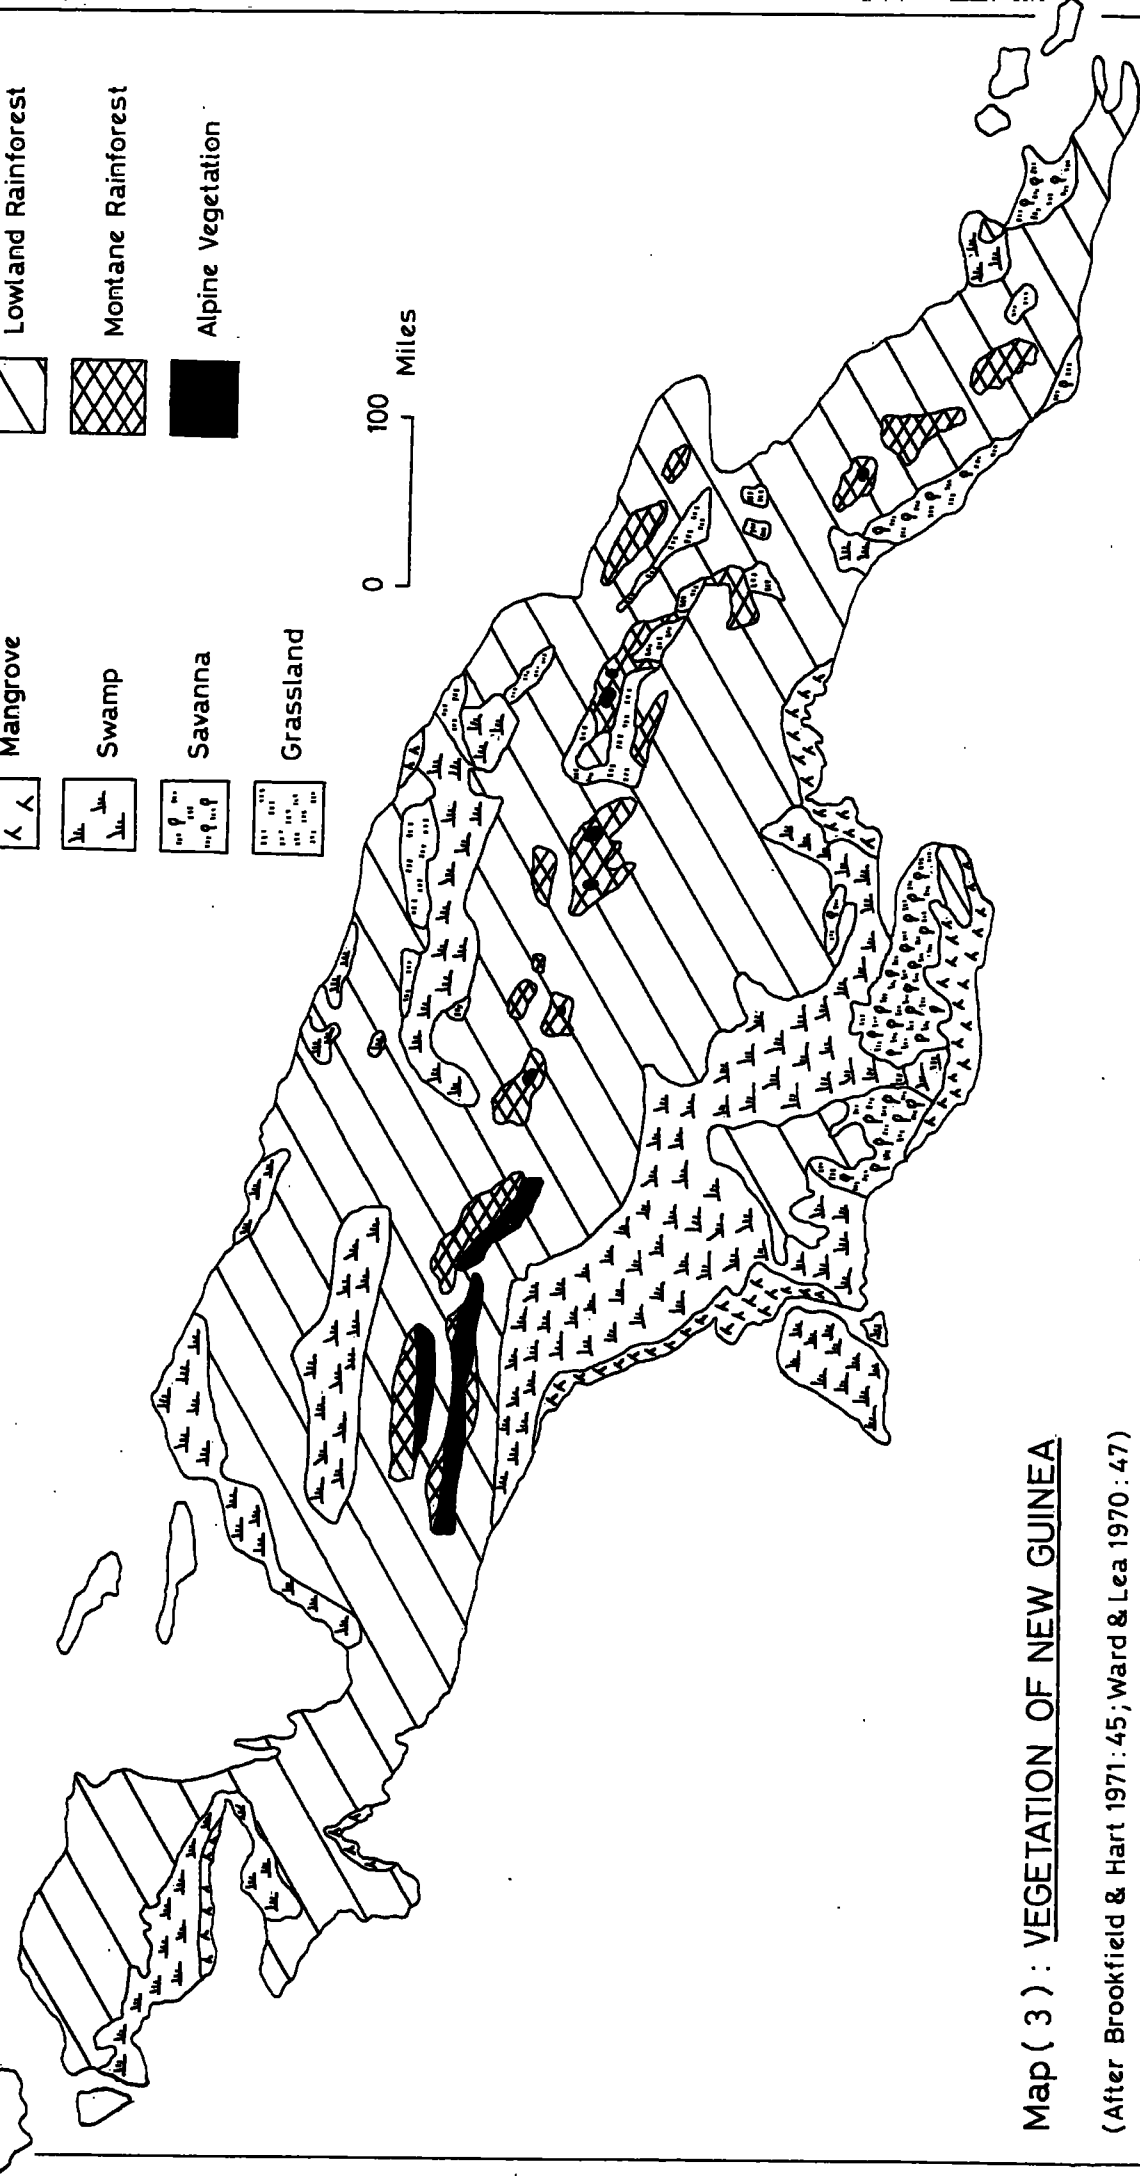 Mangrove
Swamp
Savanna
Grassland
Lowland Rainforest
Montane Rainforest
Alpine Vegetation
0 100 Miles
Map ( 3 ) : VEGETATION OF NEW GUINEA
(After Brookfield & Hart 1971 : 45 ; Ward & Lea 1970 : 47)